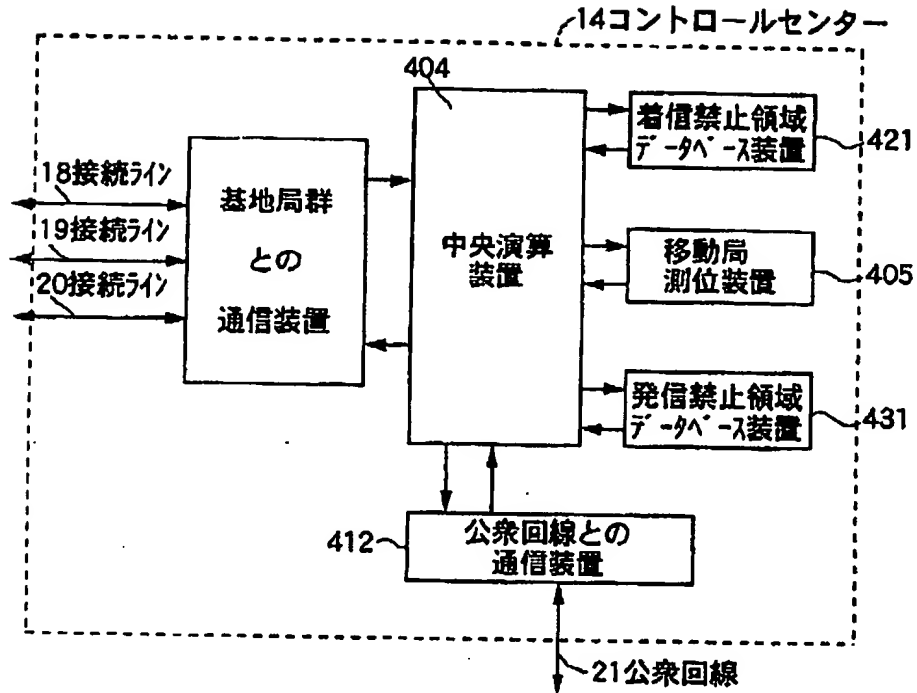 14コントロールセンター
404
着信禁止領域
データベース装置
421
18接続ライン
19接続ライン
20接続ライン
基地局群
との
通信装置
中央演算
装置
移動局
測位装置
405
発信禁止領域
データベース装置
431
412
公衆回線との
通信装置
21公衆回線